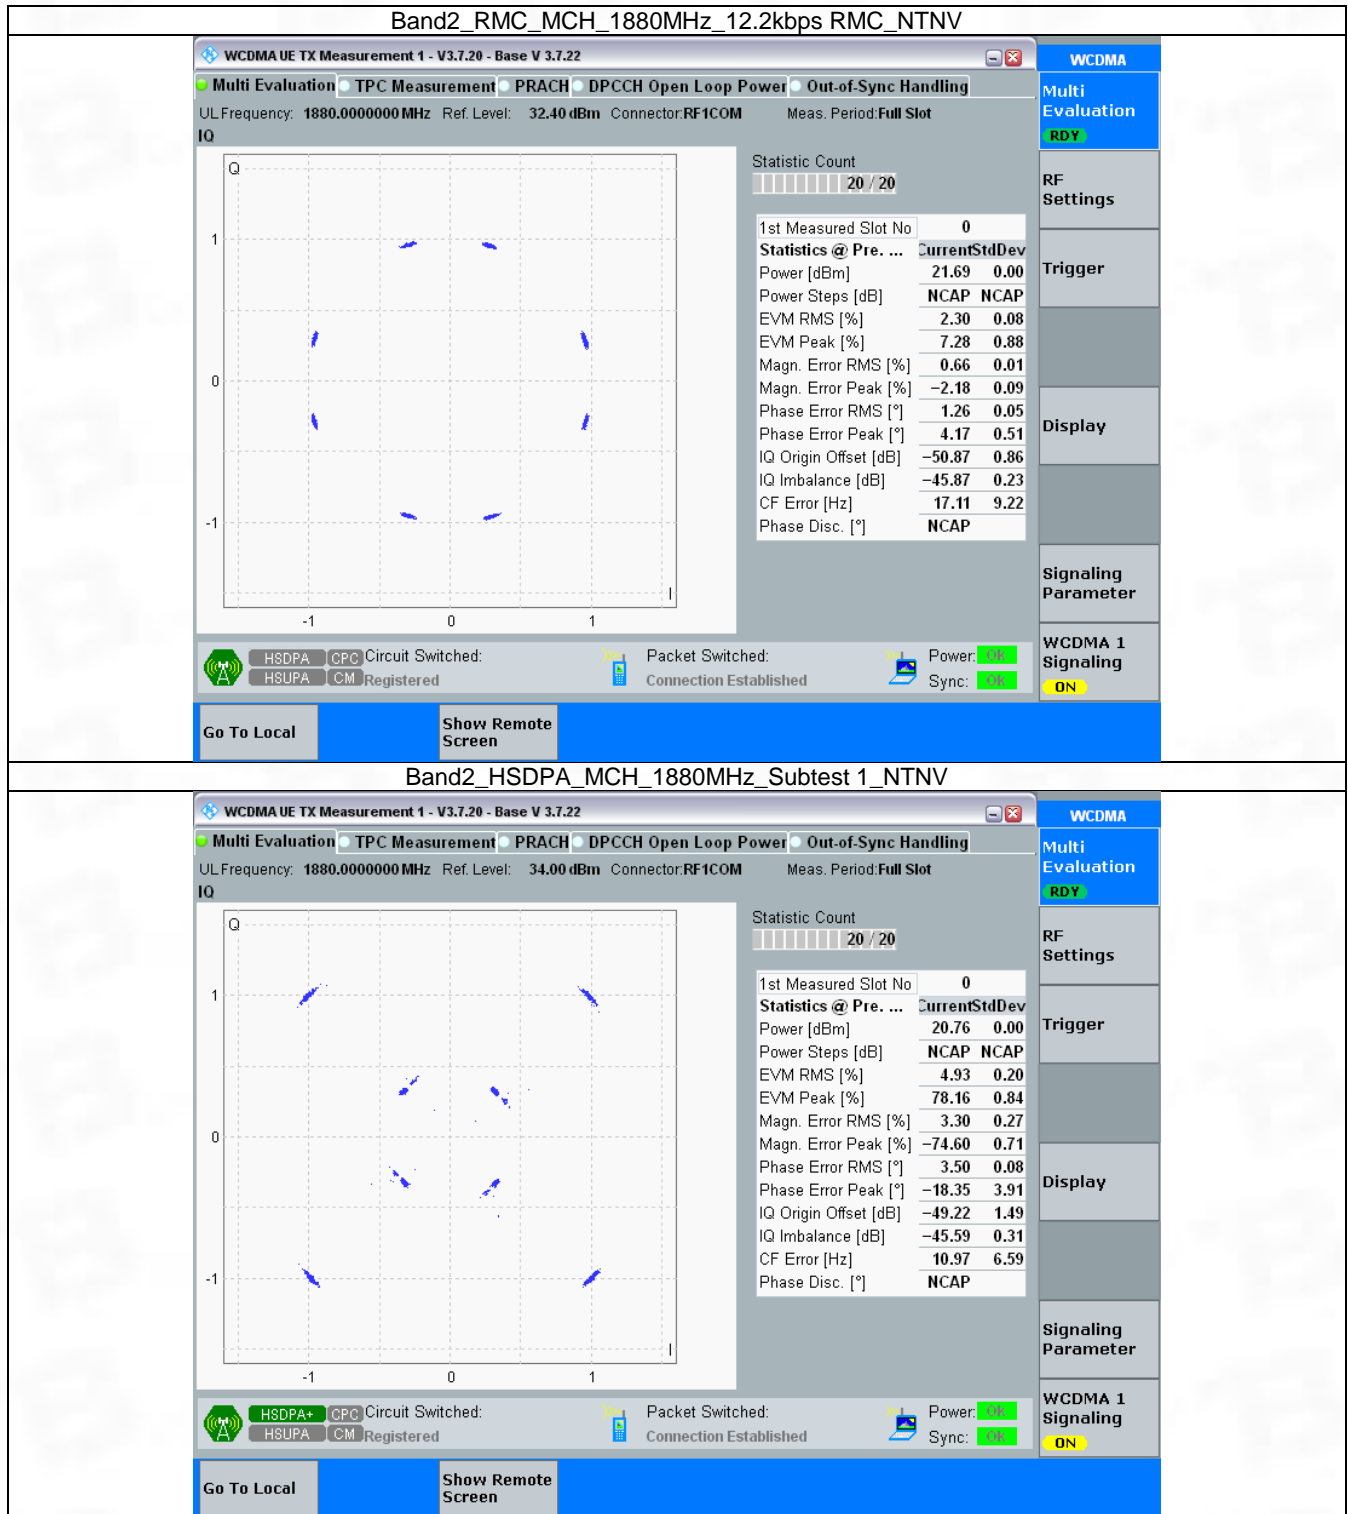 Band2_RMC_MCH_1880MHz_12.2kbps RMC_NTNV
WCDMA UE TX Measurement 1 - V3.7.20 - Base V 3.7.22
WCDMA
Multi Evaluation TPC Measurement PRACH DPCCH Open Loop Power Out-of-Sync Handling
Multi
Evaluation
RDY
UL Frequency: 1880.0000000 MHz Ref. Level: 32.40 dBm Connector:RF1COM Meas. Period:Full Slot
IQ
Q
Statistic Count
20 / 20
RF
Settings
1st Measured Slot No 0
Statistics @ Pre. ... CurrentStdDev
Power [dBm] 21.69 0.00
Trigger
Power Steps [dB] NCAP NCAP
EVM RMS [%] 2.30 0.08
EVM Peak [%] 7.28 0.88
Magn. Error RMS [%] 0.66 0.01
Magn. Error Peak [%] −2.18 0.09
Phase Error RMS [°] 1.26 0.05
Phase Error Peak [°] 4.17 0.51
Display
IQ Origin Offset [dB] −50.87 0.86
IQ Imbalance [dB] −45.87 0.23
CF Error [Hz] 17.11 9.22
Phase Disc. [°] NCAP
1
0
-1
I
-1 0 1
Signaling
Parameter
HSDPA CPC Circuit Switched: Packet Switched: Power: Ok
HSUPA CM Registered Connection Established Sync: Ok
WCDMA 1
Signaling
ON
Go To Local
Show Remote
Screen
Band2_HSDPA_MCH_1880MHz_Subtest 1_NTNV
WCDMA UE TX Measurement 1 - V3.7.20 - Base V 3.7.22
WCDMA
Multi Evaluation TPC Measurement PRACH DPCCH Open Loop Power Out-of-Sync Handling
Multi
Evaluation
RDY
UL Frequency: 1880.0000000 MHz Ref. Level: 34.00 dBm Connector:RF1COM Meas. Period:Full Slot
IQ
Q
Statistic Count
20 / 20
RF
Settings
1st Measured Slot No 0
Statistics @ Pre. ... CurrentStdDev
Power [dBm] 20.76 0.00
Trigger
Power Steps [dB] NCAP NCAP
EVM RMS [%] 4.93 0.20
EVM Peak [%] 78.16 0.84
Magn. Error RMS [%] 3.30 0.27
Magn. Error Peak [%] −74.60 0.71
Phase Error RMS [°] 3.50 0.08
Phase Error Peak [°] −18.35 3.91
Display
IQ Origin Offset [dB] −49.22 1.49
IQ Imbalance [dB] −45.59 0.31
CF Error [Hz] 10.97 6.59
Phase Disc. [°] NCAP
1
0
-1
I
-1 0 1
Signaling
Parameter
HSDPA+ CPC Circuit Switched: Packet Switched: Power: Ok
HSUPA CM Registered Connection Established Sync: Ok
WCDMA 1
Signaling
ON
Go To Local
Show Remote
Screen